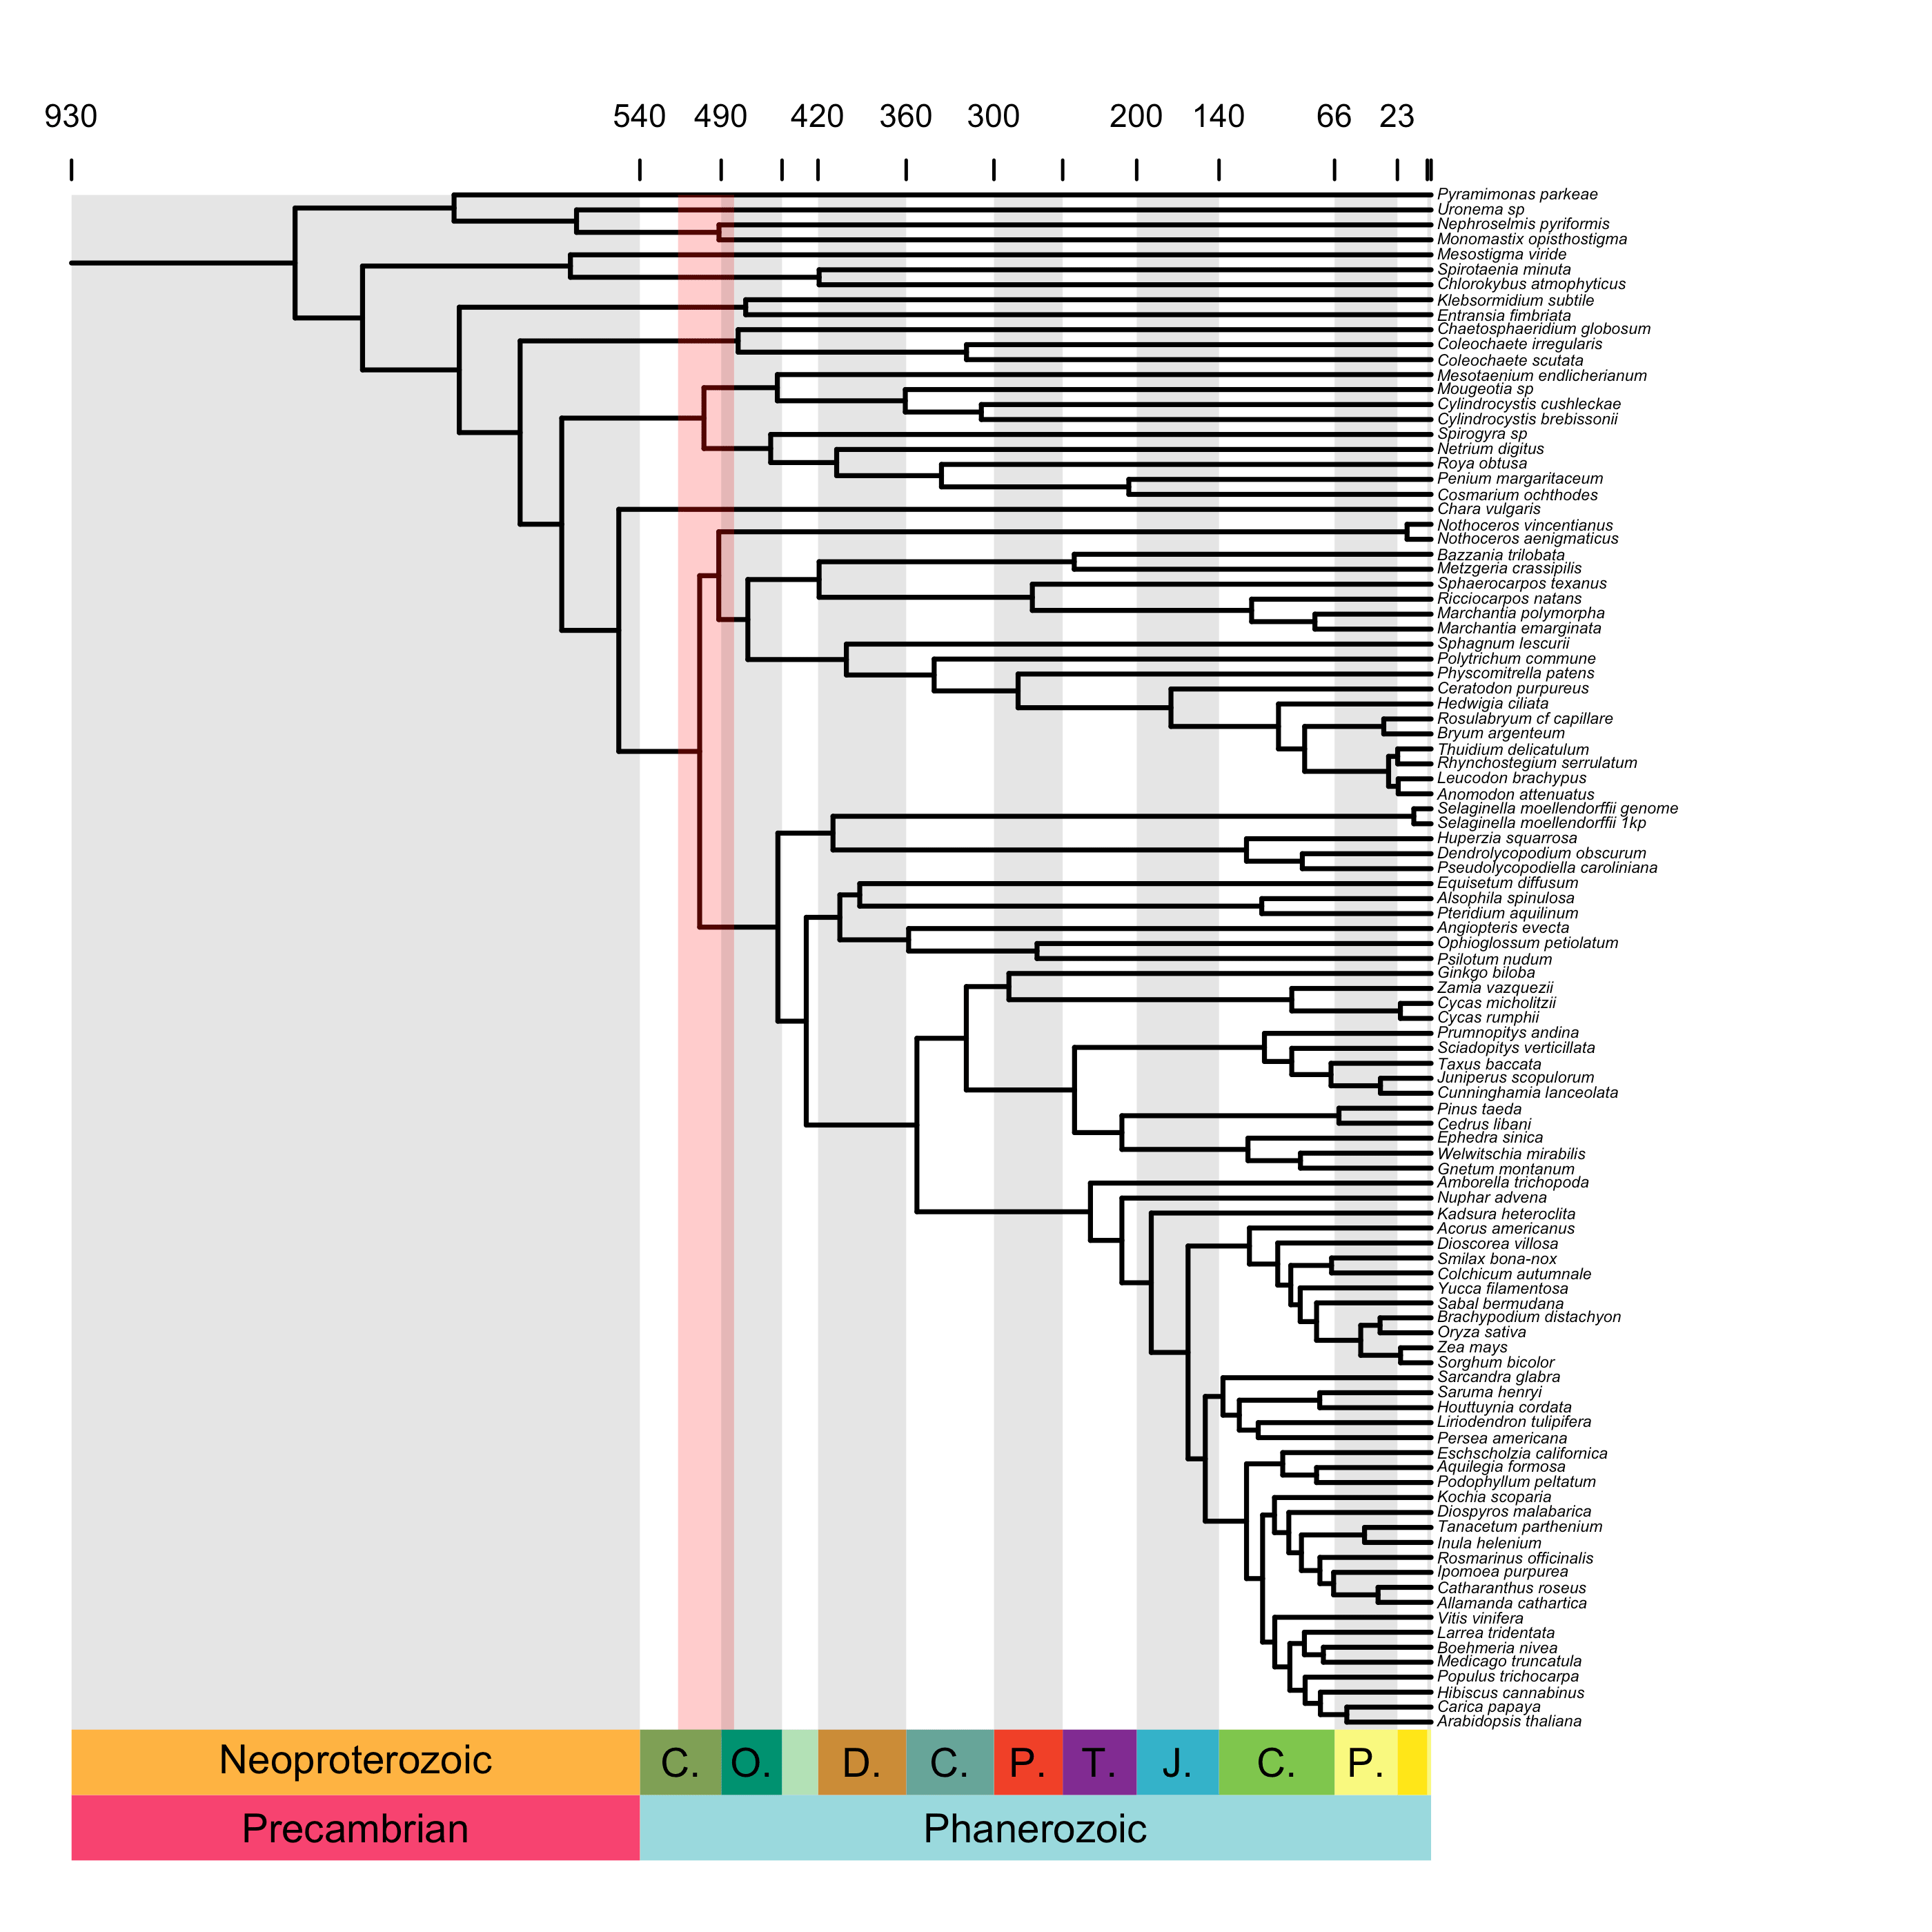 930 540 490 420 360 300 200 140 66 23
Pyramimonas parkeae
Uronema sp
Nephroselmis pyriformis
Monomastix opisthostigma
Mesostigma viride
Spirotaenia minuta
Chlorokybus atmophyticus
Klebsormidium subtile
Entransia fimbriata
Chaetosphaeridium globosum
Coleochaete irregularis
Coleochaete scutata
Mesotaenium endlicherianum
Mougeotia sp
Cylindrocystis cushleckae
Cylindrocystis brebissonii
Spirogyra sp
Netrium digitus
Roya obtusa
Penium margaritaceum
Cosmarium ochthodes
Chara vulgaris
Nothoceros vincentianus
Nothoceros aenigmaticus
Bazzania trilobata
Metzgeria crassipilis
Sphaerocarpos texanus
Ricciocarpos natans
Marchantia polymorpha
Marchantia emarginata
Sphagnum lescurii
Polytrichum commune
Physcomitrella patens
Ceratodon purpureus
Hedwigia ciliata
Rosulabryum cf capillare
Bryum argenteum
Thuidium delicatulum
Rhynchostegium serrulatum
Leucodon brachypus
Anomodon attenuatus
Selaginella moellendorffii genome
Selaginella moellendorffii 1kp
Huperzia squarrosa
Dendrolycopodium obscurum
Pseudolycopodiella caroliniana
Equisetum diffusum
Alsophila spinulosa
Pteridium aquilinum
Angiopteris evecta
Ophioglossum petiolatum
Psilotum nudum
Ginkgo biloba
Zamia vazquezii
Cycas micholitzii
Cycas rumphii
Prumnopitys andina
Sciadopitys verticillata
Taxus baccata
Juniperus scopulorum
Cunninghamia lanceolata
Pinus taeda
Cedrus libani
Ephedra sinica
Welwitschia mirabilis
Gnetum montanum
Amborella trichopoda
Nuphar advena
Kadsura heteroclita
Acorus americanus
Dioscorea villosa
Smilax bona-nox
Colchicum autumnale
Yucca filamentosa
Sabal bermudana
Brachypodium distachyon
Oryza sativa
Zea mays
Sorghum bicolor
Sarcandra glabra
Saruma henryi
Houttuynia cordata
Liriodendron tulipifera
Persea americana
Eschscholzia californica
Aquilegia formosa
Podophyllum peltatum
Kochia scoparia
Diospyros malabarica
Tanacetum parthenium
Inula helenium
Rosmarinus officinalis
Ipomoea purpurea
Catharanthus roseus
Allamanda cathartica
Vitis vinifera
Larrea tridentata
Boehmeria nivea
Medicago truncatula
Populus trichocarpa
Hibiscus cannabinus
Carica papaya
Arabidopsis thaliana
Neoproterozoic C. O. D. C. P. T. J. C. P.
Precambrian Phanerozoic